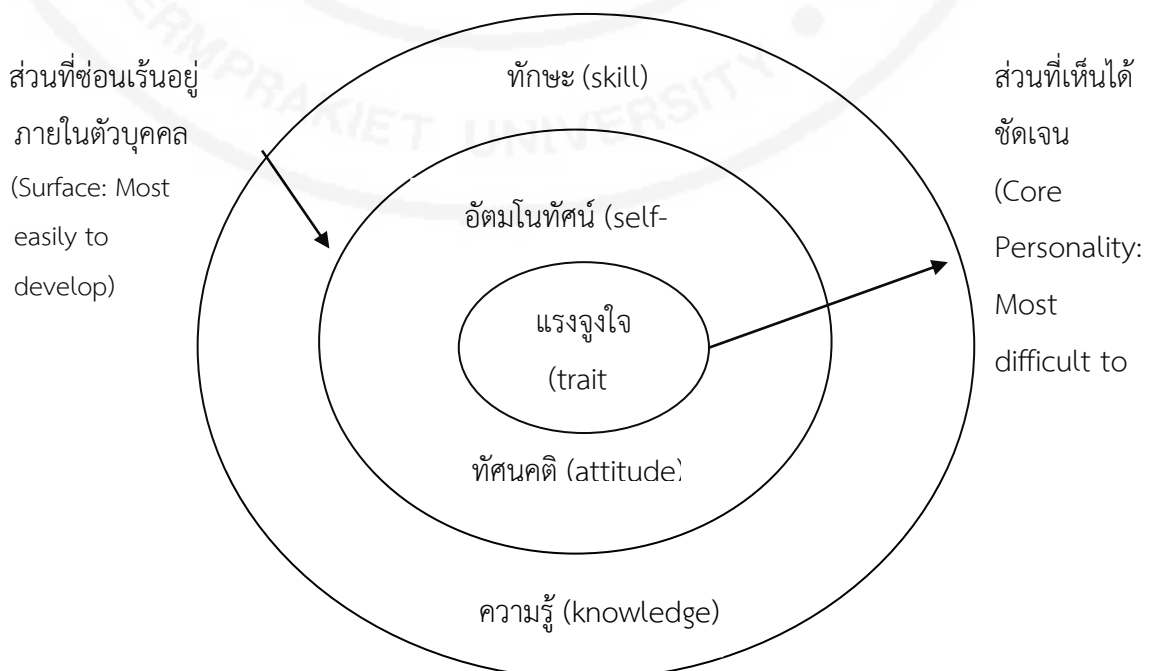 ERMPRAKIET UNIVERSITY
ส่วนที่ซ่อนเร้นอยู่
ภายในตัวบุคคล
(Surface: Most
easily to
develop)
ทักษะ (skill)
อัตมโนทัศน์ (self-
แรงจูงใจ
(trait
ทัศนคติ (attitude)
ความรู้ (knowledge)
ส่วนที่เห็นได้
ชัดเจน
(Core
Personality:
Most
difficult to